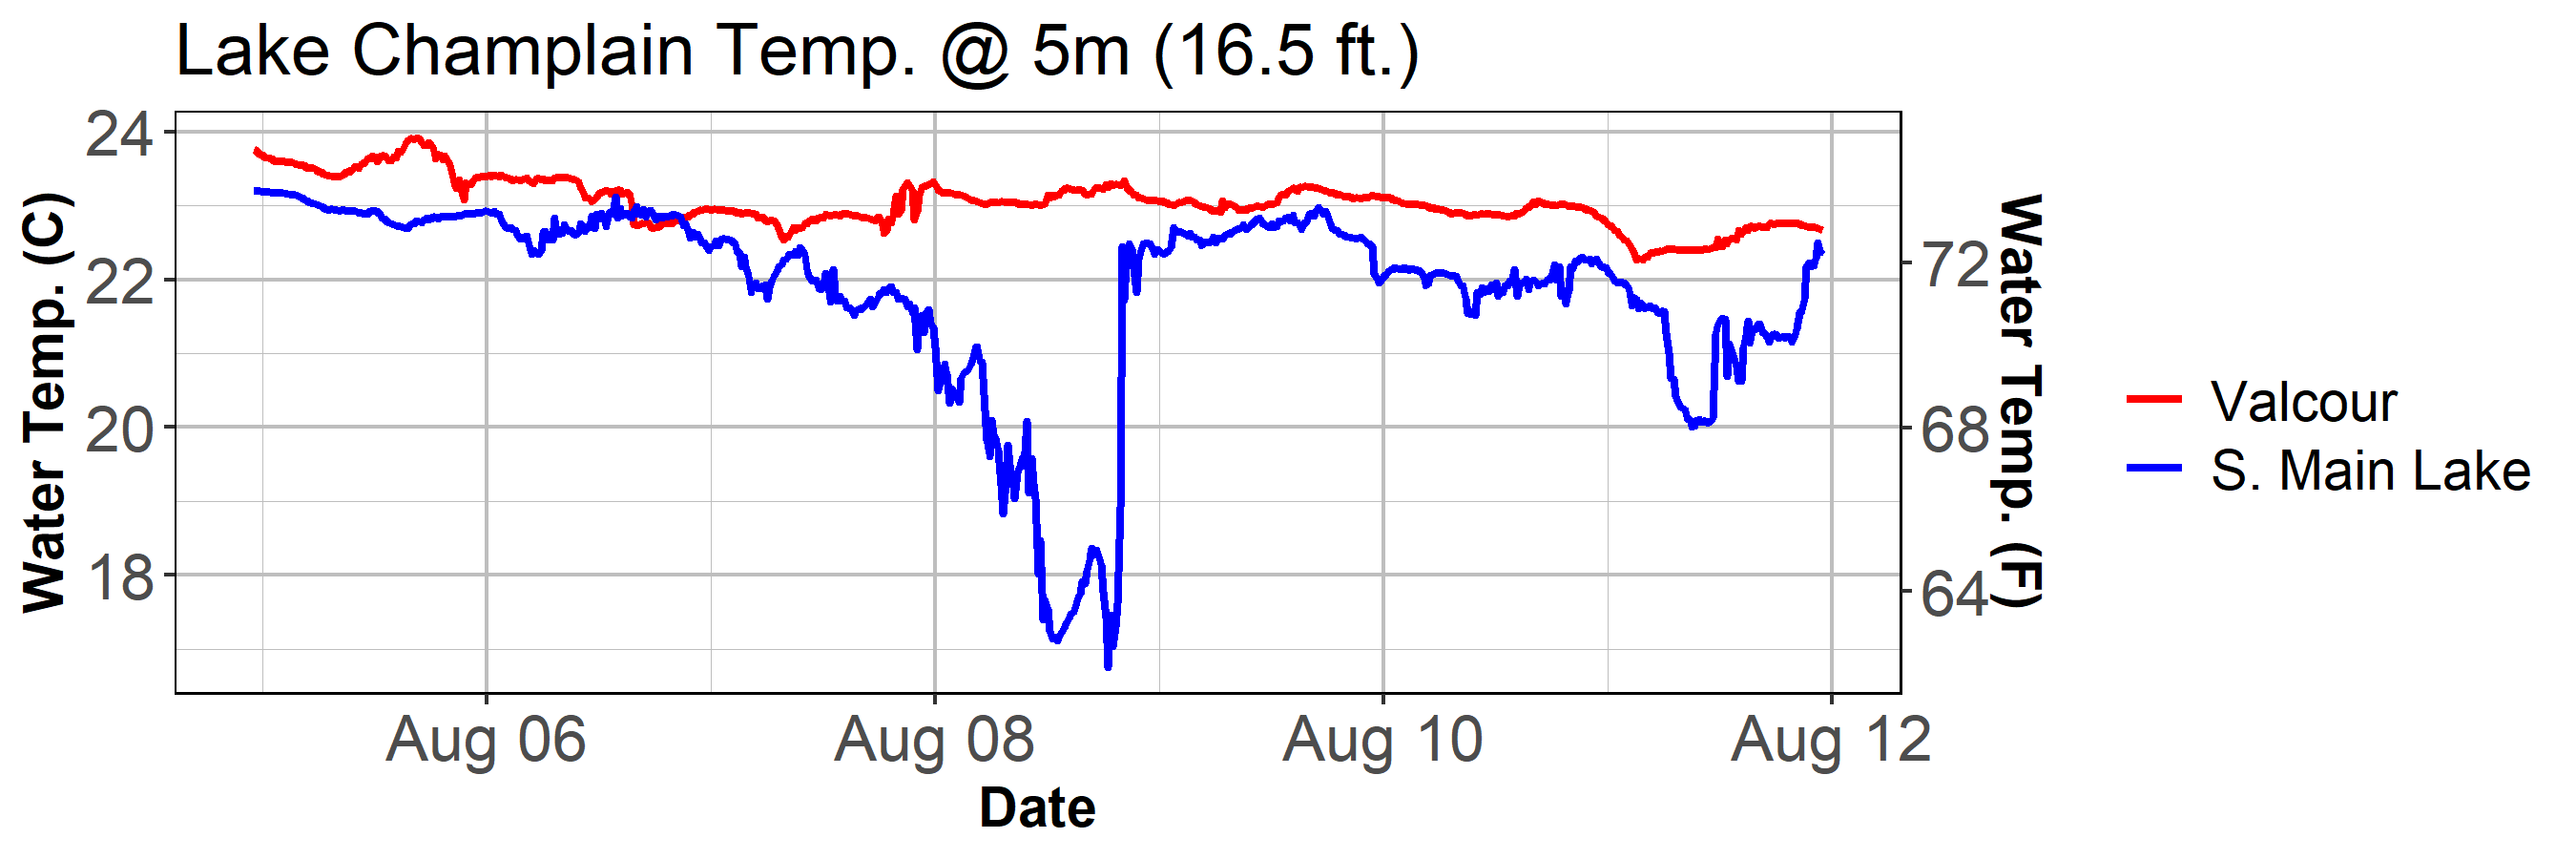 Lake Champlain Temp. @ 5m (16.5 ft.)
Water Temp. (C)
24
22
20
18
Water Temp. (F)
72
68
64
Aug 06
Aug 08
Aug 10
Aug 12
Date
Valcour
S. Main Lake